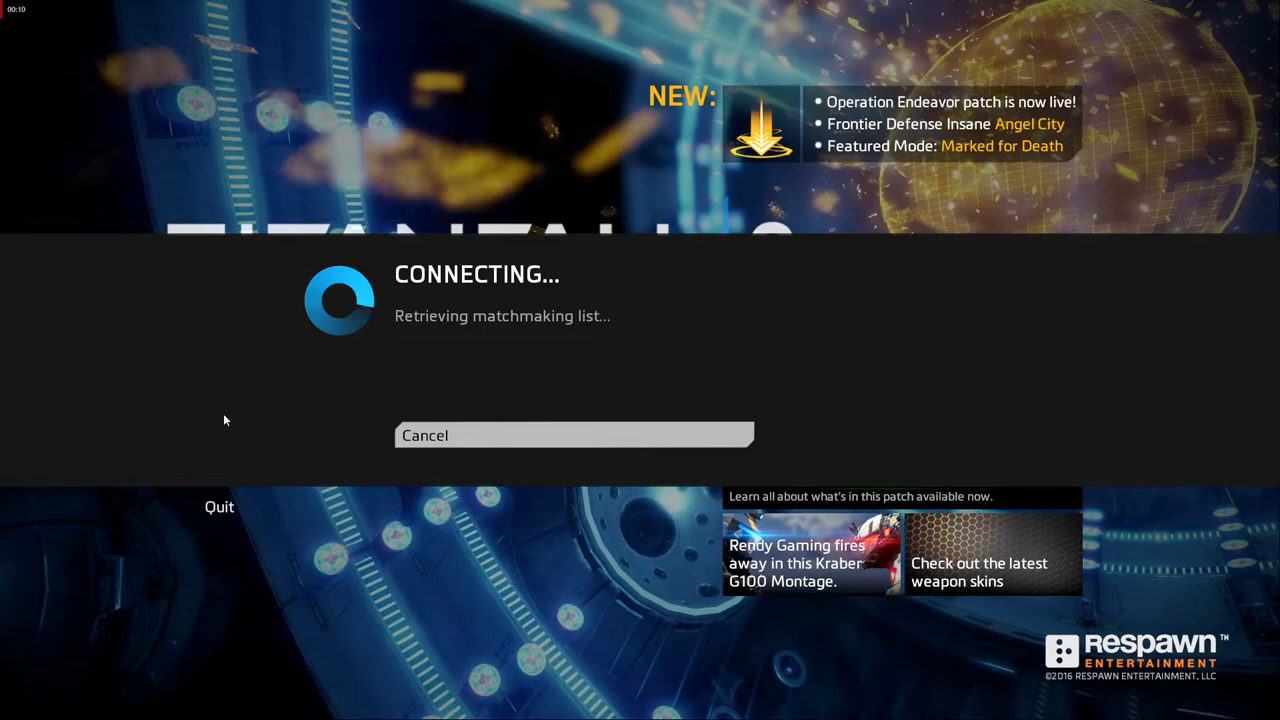 00:10
NEW:
• Operation Endeavor patch is now live!
• Frontier Defense Insane Angel City
• Featured Mode: Marked for Death
CONNECTING...
Retrieving matchmaking list...
Cancel
Quit
Learn all about what's in this patch available now.
Rendy Gaming fires
away in this Kraber
G100 Montage.
Check out the latest
weapon skins
RESPAWN™
ENTERTAINMENT
©2016 RESPAWN ENTERTAINMENT, LLC